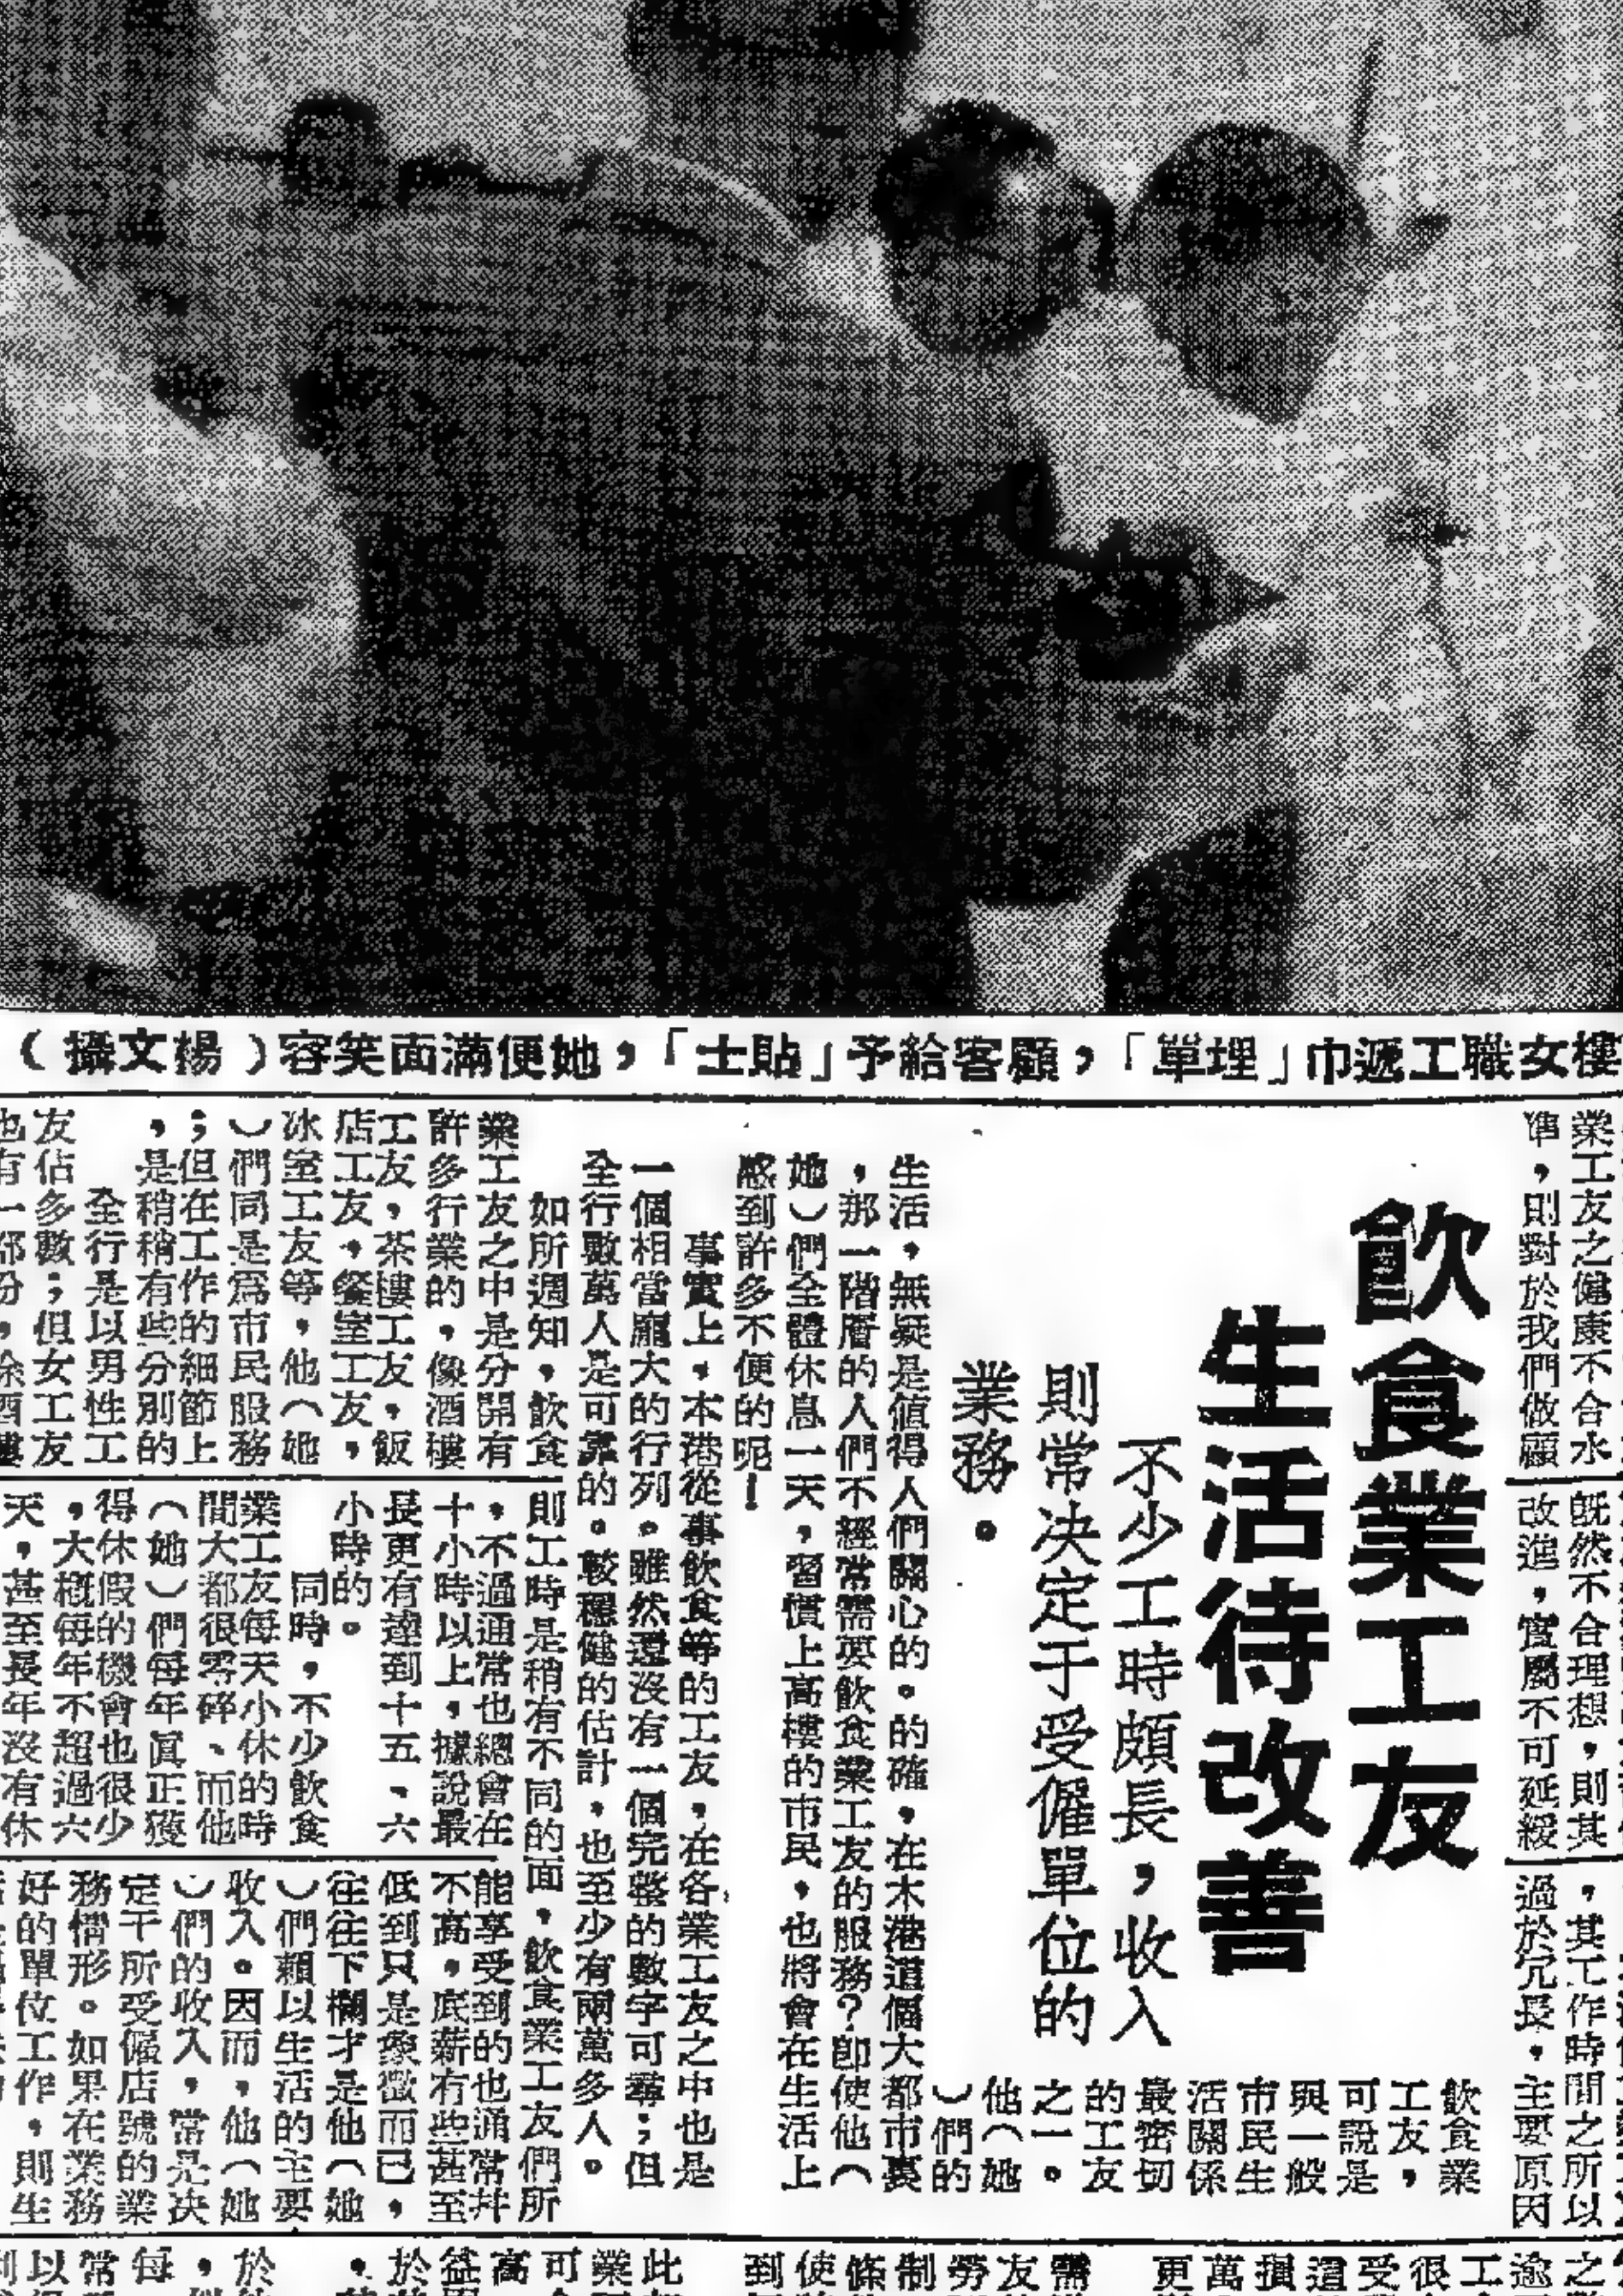 樓女職工遞巾「埋單」,顧客給予「貼士」,她便滿面笑容(楊文攝)
業工友之健康不合水
準,則對於我們做顧
既然不合理想,則其
改進,實屬不可延綏
,其工作時間之所以
過於冗長,主要原因
飲食業工友
生活待改善
不少工時頗長,收入
則常決定于受僱單位的
業務。
飲食業
工友,
可說是
與一般
市民生
活關係
最密切
的工友
之一。
他(她
)們的
生活,無疑是值得人們關心的。的確,在本港這個大都市裏
,那一階層的人們不經常需要飲食業工友的服務?卽使他(
她)們全體休息一天,習慣上高樓的市民,也將會在生活上
感到許多不便的呢!
事實上,本港從事飲食等的工友,在各業工友之中也是
一個相當龐大的行列。雖然還沒有一個完整的數字可尋;但
全行數萬人是可靠的。較穩健的估計,也至少有兩萬多人。
如所週知,飲食
業工友之中是分開有
許多行業的,像酒樓
工友,茶樓工友,飯
店工友,餐室工友,
冰室工友等,他(她
)們同是爲市民服務
;但在工作的細節上
,是稍稍有些分別的
全行是以男性工
友佔多數;但女工友
也有一部份,除酒樓
則工時是稍有不同的
,不過通常也總會在
十小時以上,據說最
長更有達到十五、六
小時的。
同時,不少飲食
業工友每天小休的時
間大都很零碎、而他
(她)們每年眞正獲
得休假的機會也很少
,大概每年不超過六
天,甚至長年沒有休
面,飲食業工友們所
能享受到的也通常幷
不高,底薪有些甚至
低到只是象徵而已,
往往下欄才是他(她
)們賴以生活的主要
收入。因而,他(她
)們的收入,常是决
定于所受僱店號的業
務情形。如果在業務
好的單位工作,則生